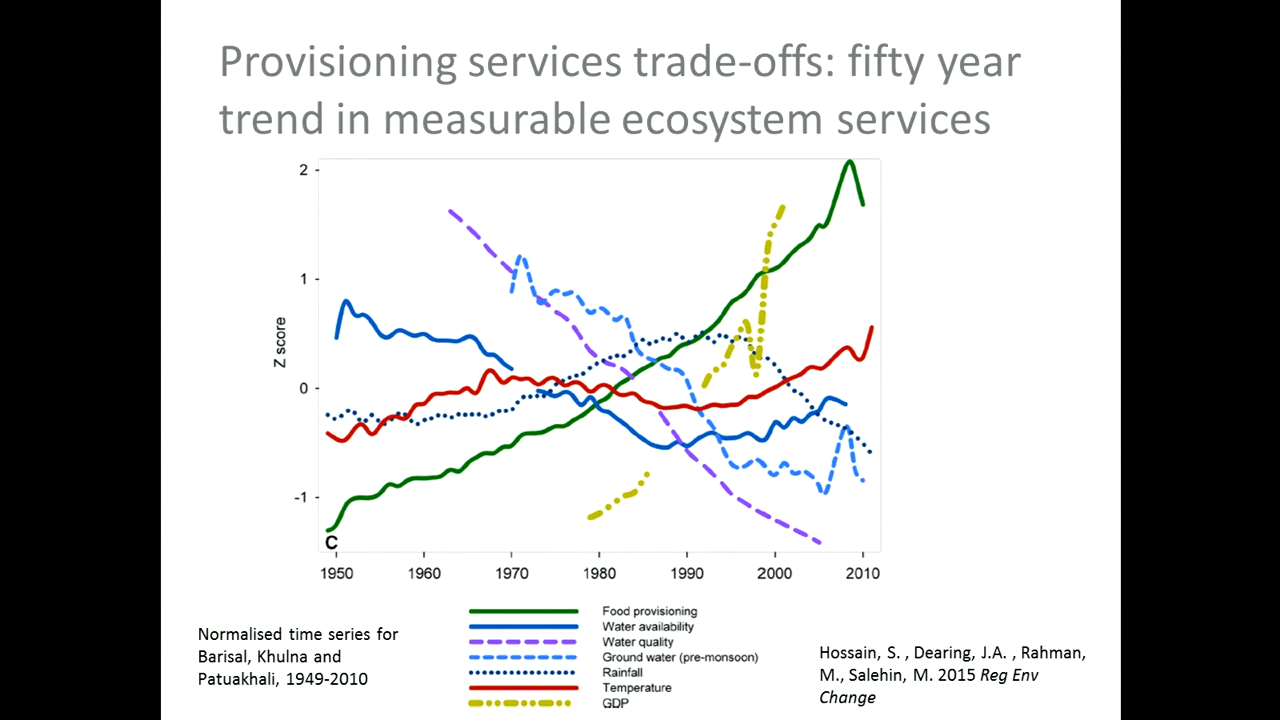 Provisioning services trade-offs: fifty year
trend in measurable ecosystem services
2
1
0
-1
Z score
C
1950 1960 1970 1980 1990 2000 2010
Food provisioning
Water availability
Water quality
Ground water (pre-monsoon)
Rainfall
Temperature
GDP
Normalised time series for
Barisal, Khulna and
Patuakhali, 1949-2010
Hossain, S. , Dearing, J.A. , Rahman,
M., Salehin, M. 2015 Reg Env
Change